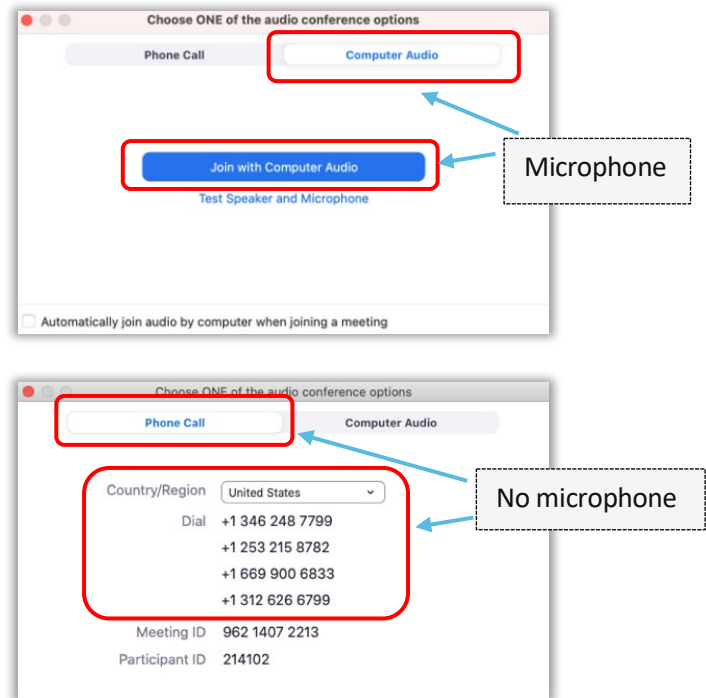 Choose ONE of the audio conference options
Phone Call Computer Audio
Join with Computer Audio
Microphone
Test Speaker and Microphone
Automatically join audio by computer when joining a meeting
Choose ONE of the audio conference options
Phone Call Computer Audio
Country/Region United States
No microphone
Dial +1 346 248 7799
+1 253 215 8782
+1 669 900 6833
+1 312 626 6799
Meeting ID 962 1407 2213
Participant ID 214102